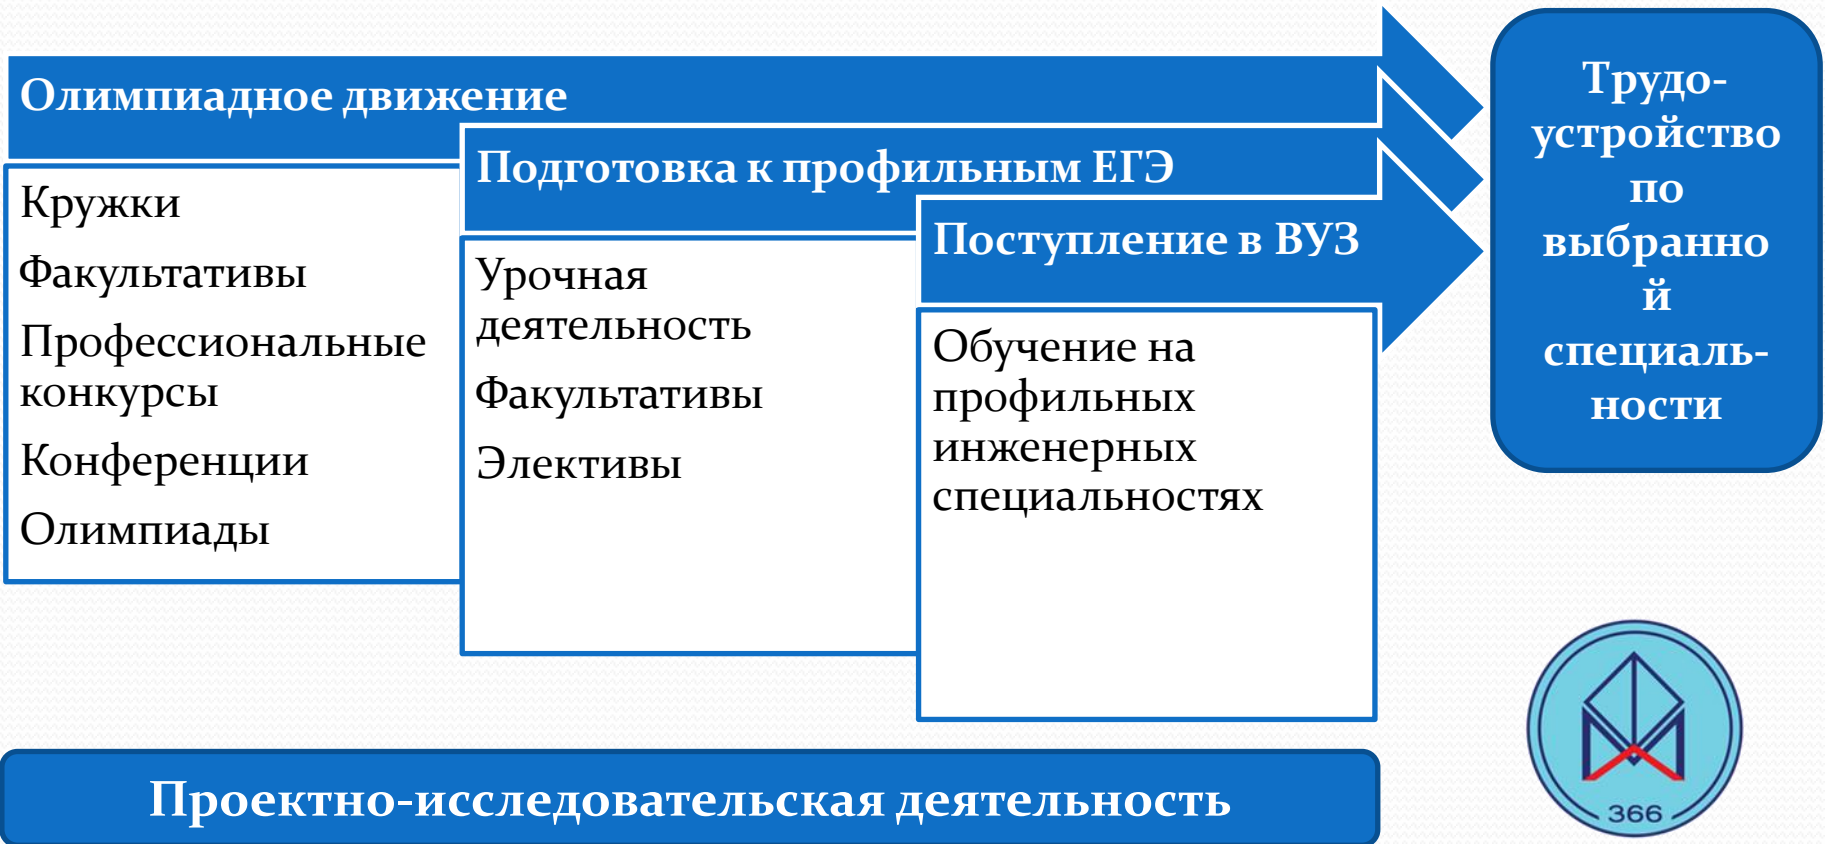 Олимпиадное движение
Кружки
Факультативы
Профессиональные
конкурсы
Конференции
Олимпиады
Подготовка к профильным ЕГЭ
Урочная
деятельность
Факультативы
Элективы
Поступление в ВУЗ
Обучение на
профильных
инженерных
специальностях
Трудо-
устройство
по
выбранно
й
специаль-
ности
Проектно-исследовательская деятельность
366